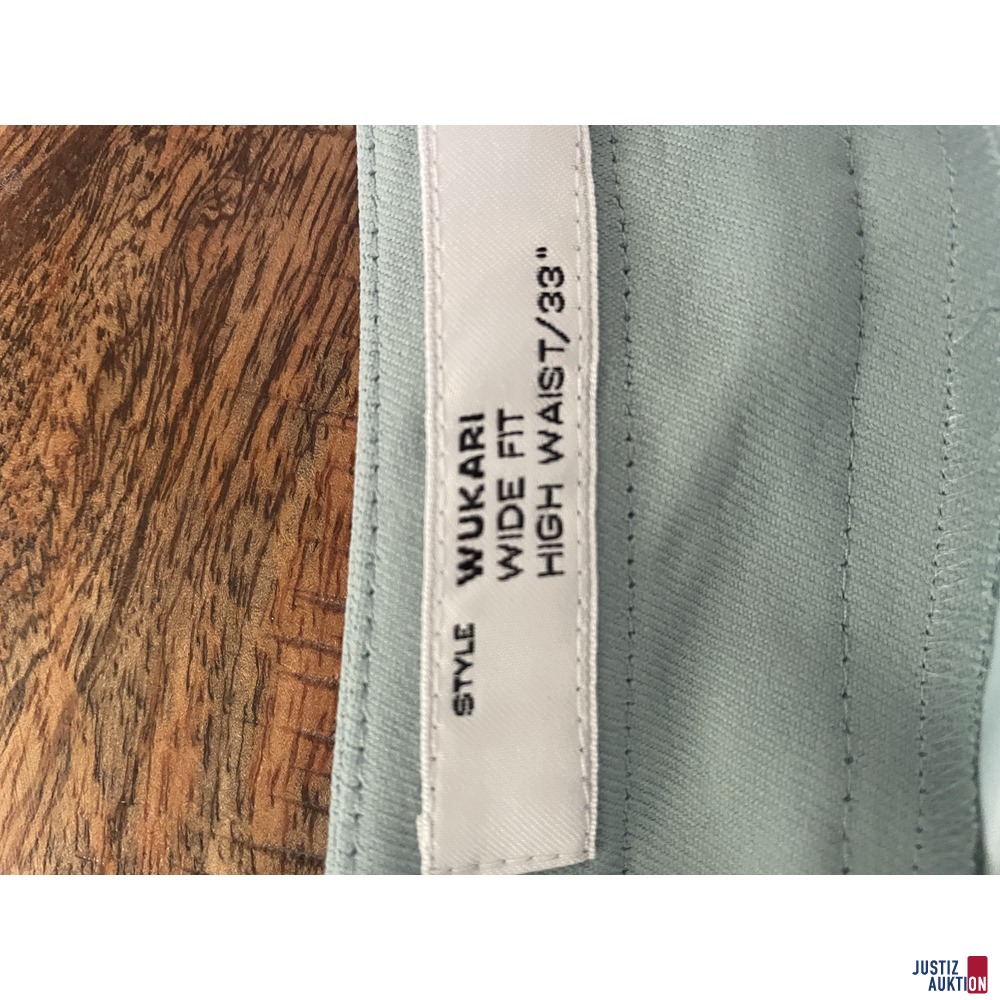 STYLE WUKARI
WIDE FIT
HIGH WAIST/33"
JUSTIZ
AUKTION